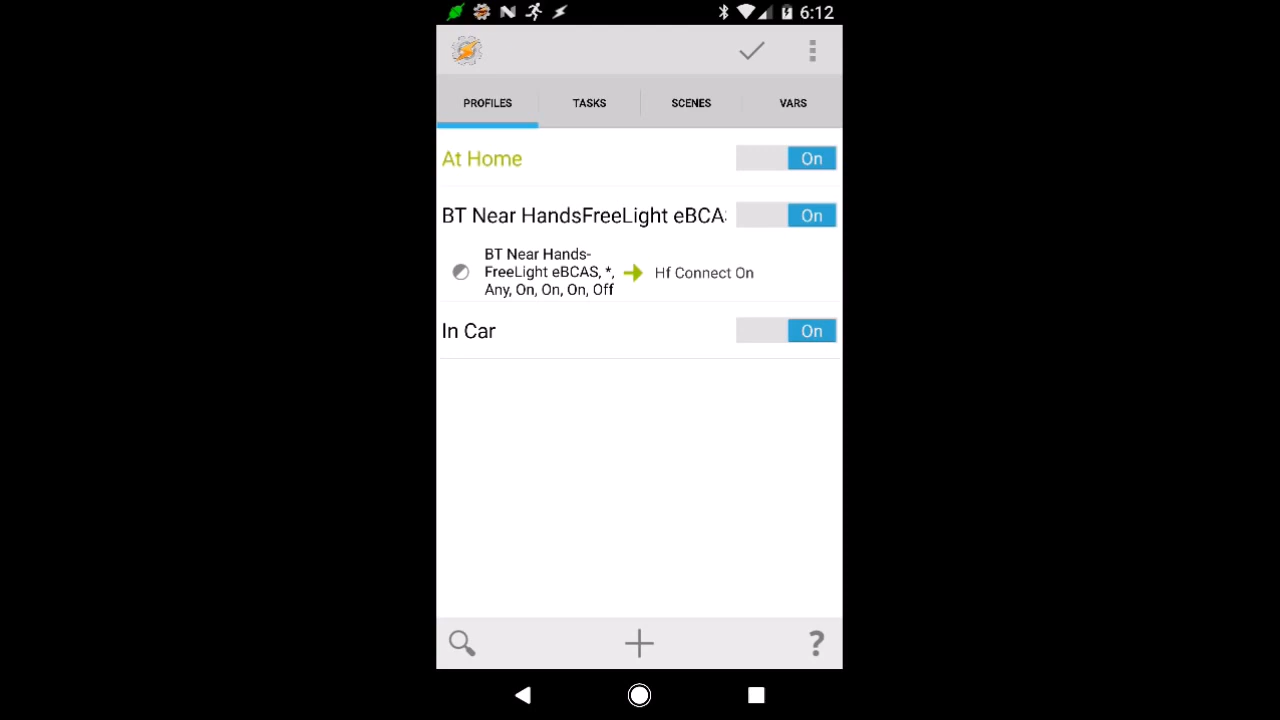 6:12
PROFILES TASKS SCENES VARS
At Home On
BT Near HandsFreeLight eBCAS On
BT Near Hands-
FreeLight eBCAS, *,
Any, On, On, On, Off
Hf Connect On
In Car On
?